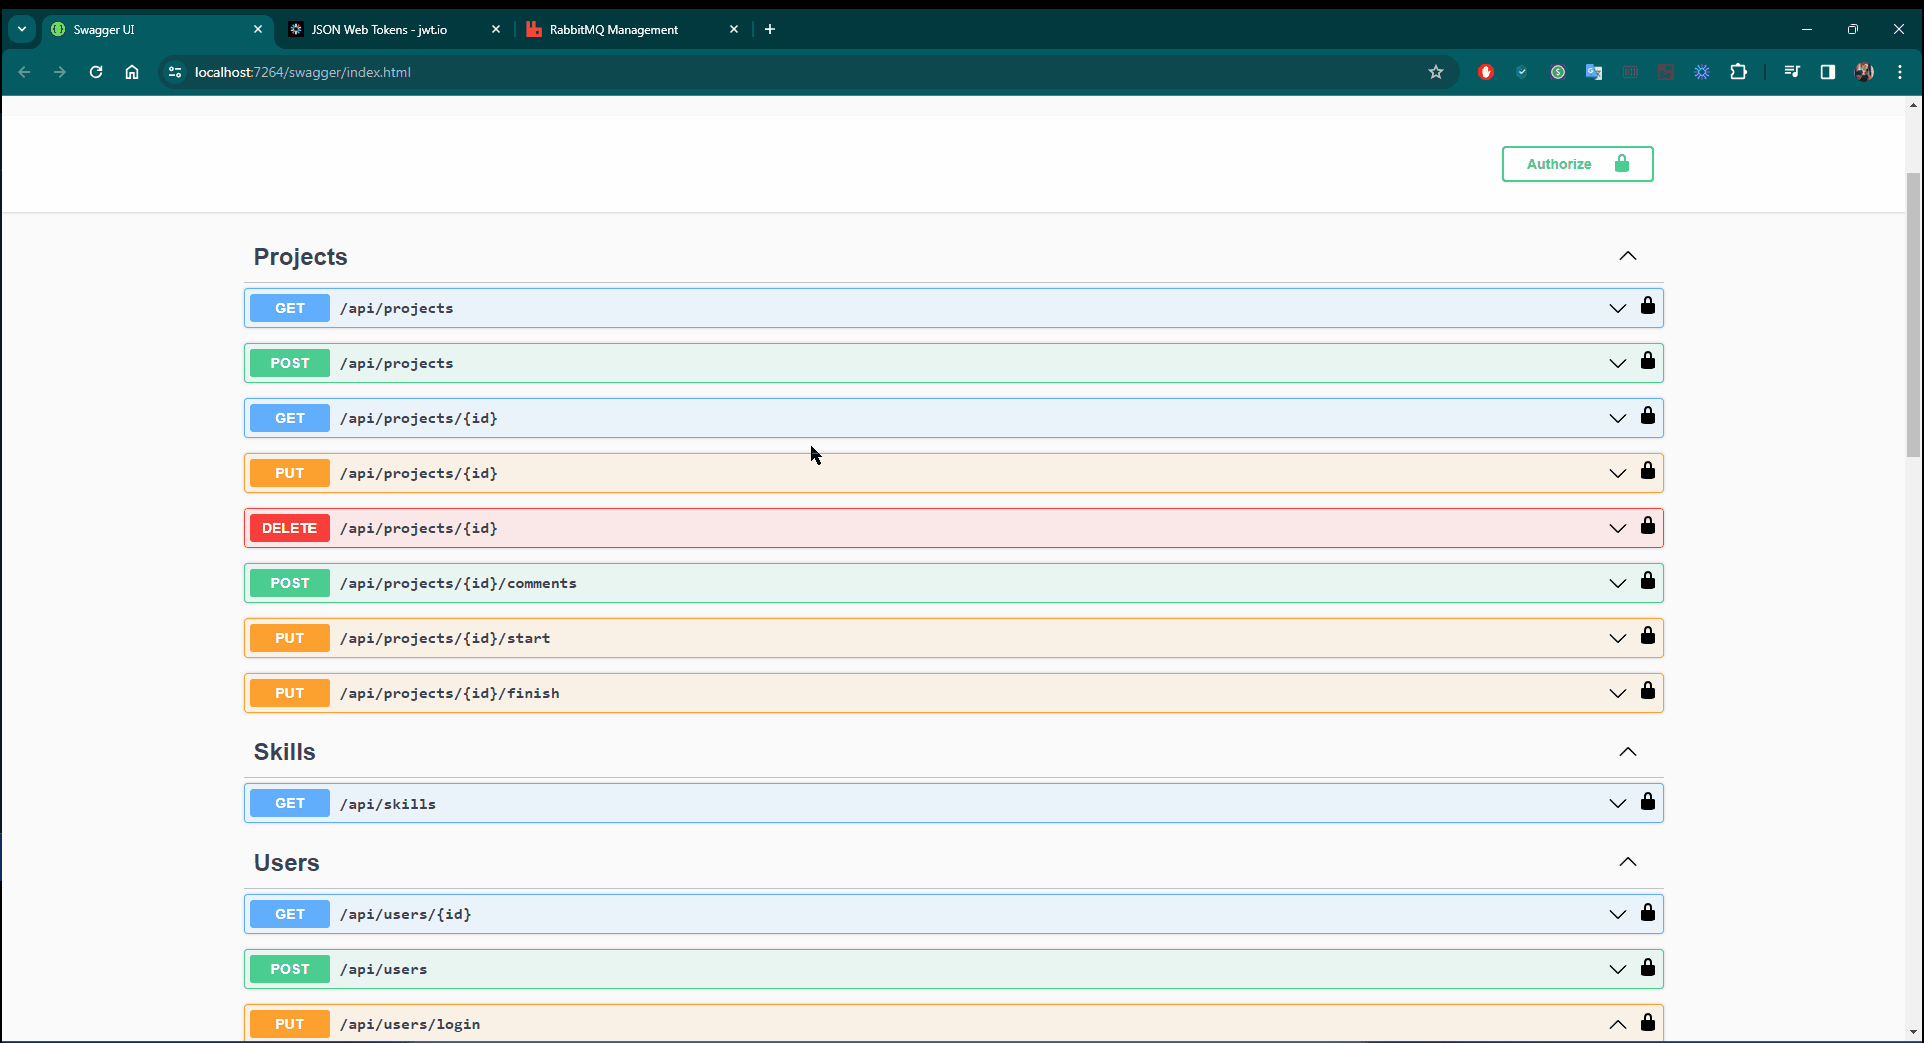 Swagger UI
JSON Web Tokens - jwt.io
RabbitMQ Management
localhost:7264/swagger/index.html
Authorize
Projects
GET /api/projects
POST /api/projects
GET /api/projects/{id}
PUT /api/projects/{id}
DELETE /api/projects/{id}
POST /api/projects/{id}/comments
PUT /api/projects/{id}/start
PUT /api/projects/{id}/finish
Skills
GET /api/skills
Users
GET /api/users/{id}
POST /api/users
PUT /api/users/login